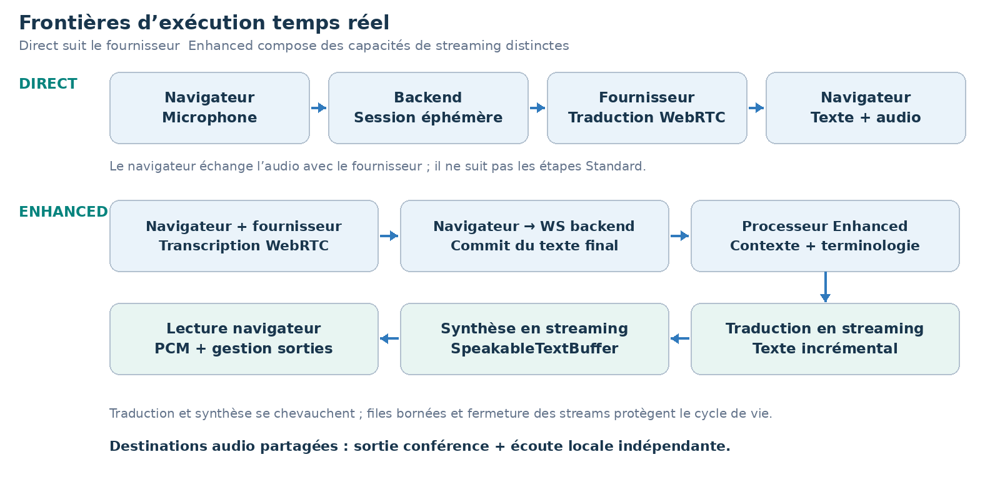 Frontières d’exécution temps réel
Direct suit le fournisseur  Enhanced compose des capacités de streaming distinctes
DIRECT
Navigateur
Microphone
Backend
Session éphémère
Fournisseur
Traduction WebRTC
Navigateur
Texte + audio
Le navigateur échange l’audio avec le fournisseur ; il ne suit pas les étapes Standard.
ENHANCED
Navigateur + fournisseur
Transcription WebRTC
Navigateur → WS backend
Commit du texte final
Processeur Enhanced
Contexte + terminologie
Lecture navigateur
PCM + gestion sorties
Synthèse en streaming
SpeakableTextBuffer
Traduction en streaming
Texte incrémental
Traduction et synthèse se chevauchent ; files bornées et fermeture des streams protègent le cycle de vie.
Destinations audio partagées : sortie conférence + écoute locale indépendante.